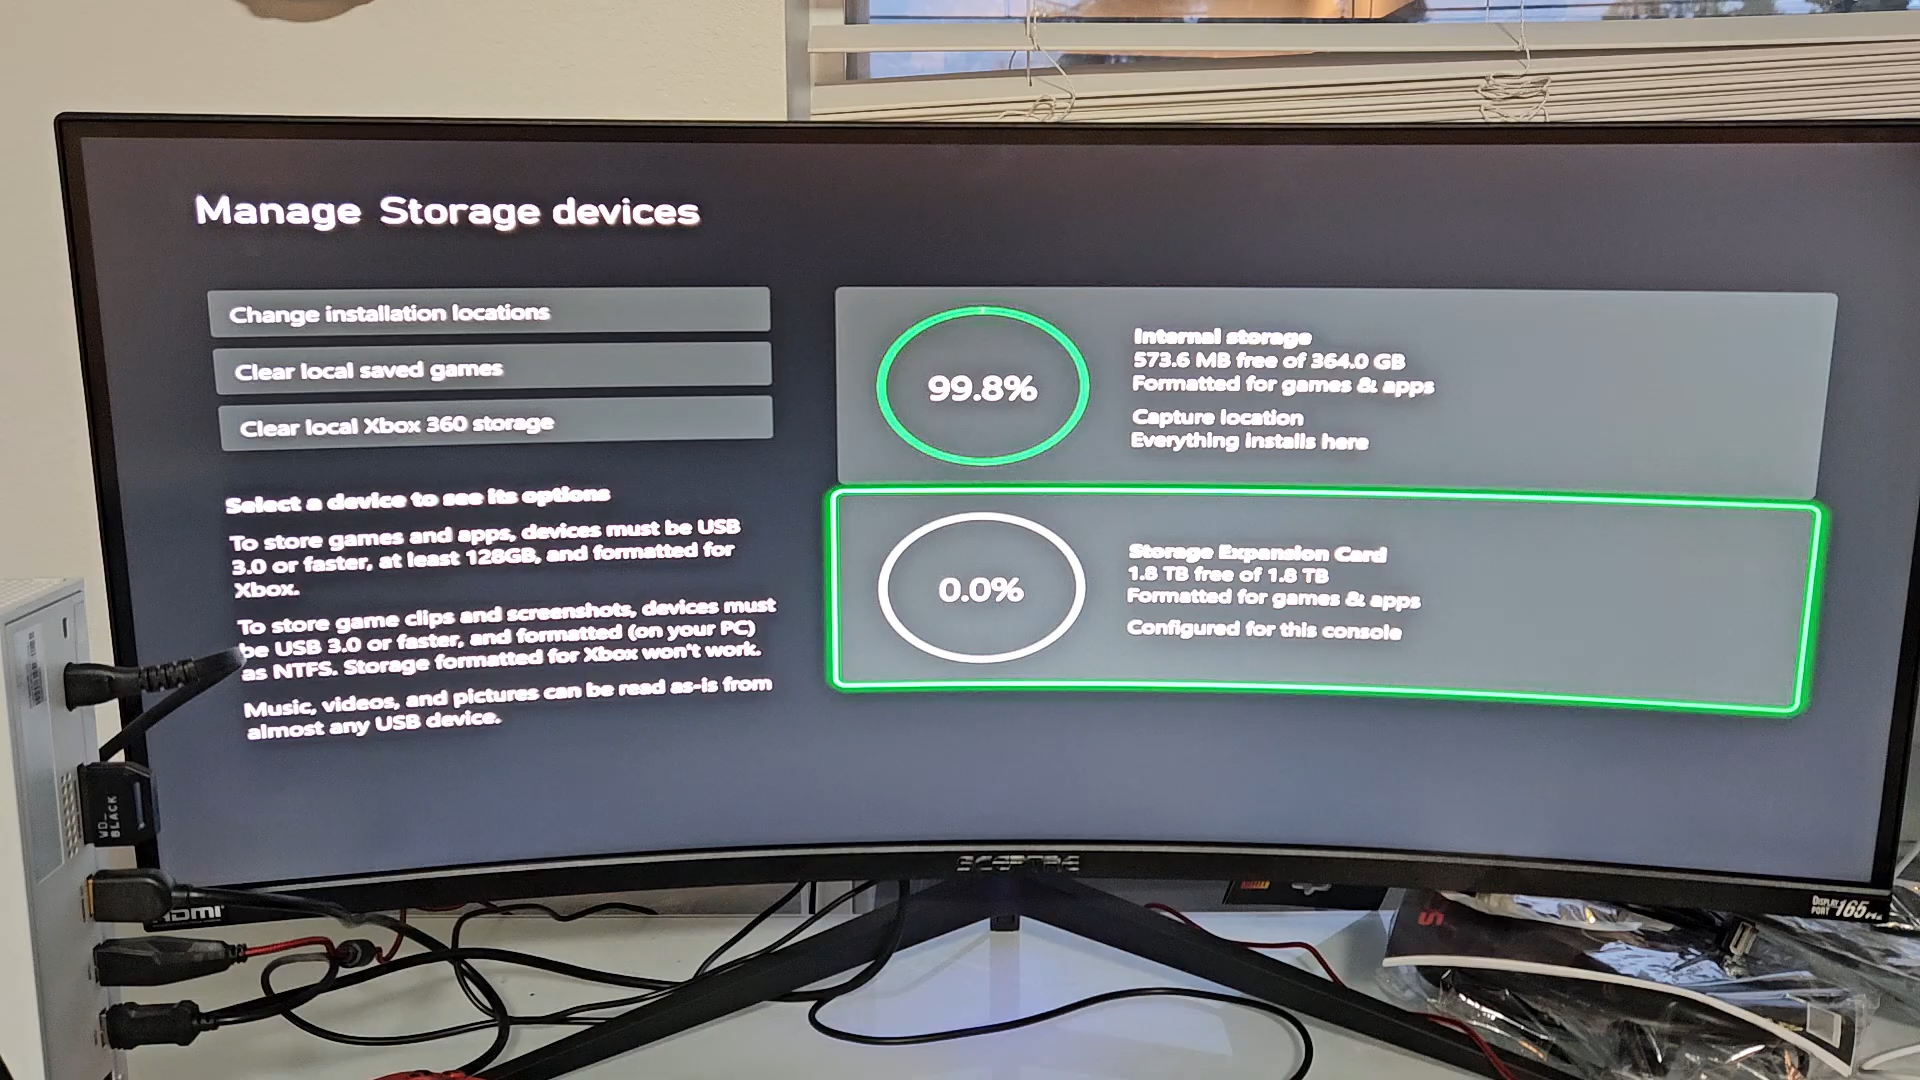 Manage Storage devices
Change installation locations
Clear local saved games
Clear local Xbox 360 storage
Select a device to see its options
To store games and apps, devices must be USB
3.0 or faster, at least 128GB, and formatted for
Xbox.
To store game clips and screenshots, devices must
be USB 3.0 or faster, and formatted (on your PC)
as NTFS. Storage formatted for Xbox won't work.
Music, videos, and pictures can be read as-is from
almost any USB device.
99.8%
Internal storage
573.6 MB free of 364.0 GB
Formatted for games & apps
Capture location
Everything installs here
0.0%
Storage Expansion Card
1.8 TB free of 1.8 TB
Formatted for games & apps
Configured for this console
WD_
BLACK
SCEPTRE
HDMI
DISPLAY
PORT
165Hz